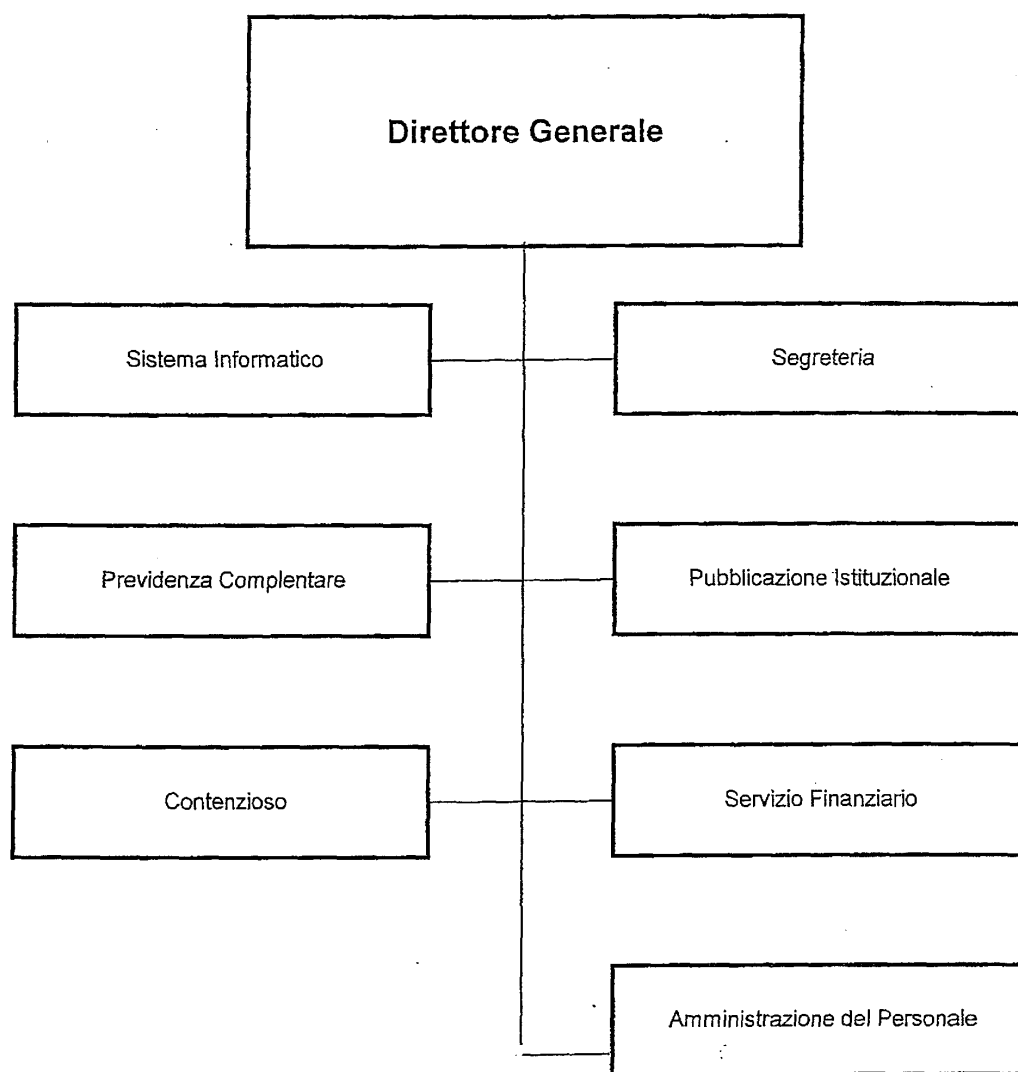 Direttore Generale
Sistema Informatico
Segreteria
Previdenza Complentare
Pubblicazione Istituzionale
Contenzioso
Servizio Finanziario
Amministrazione del Personale